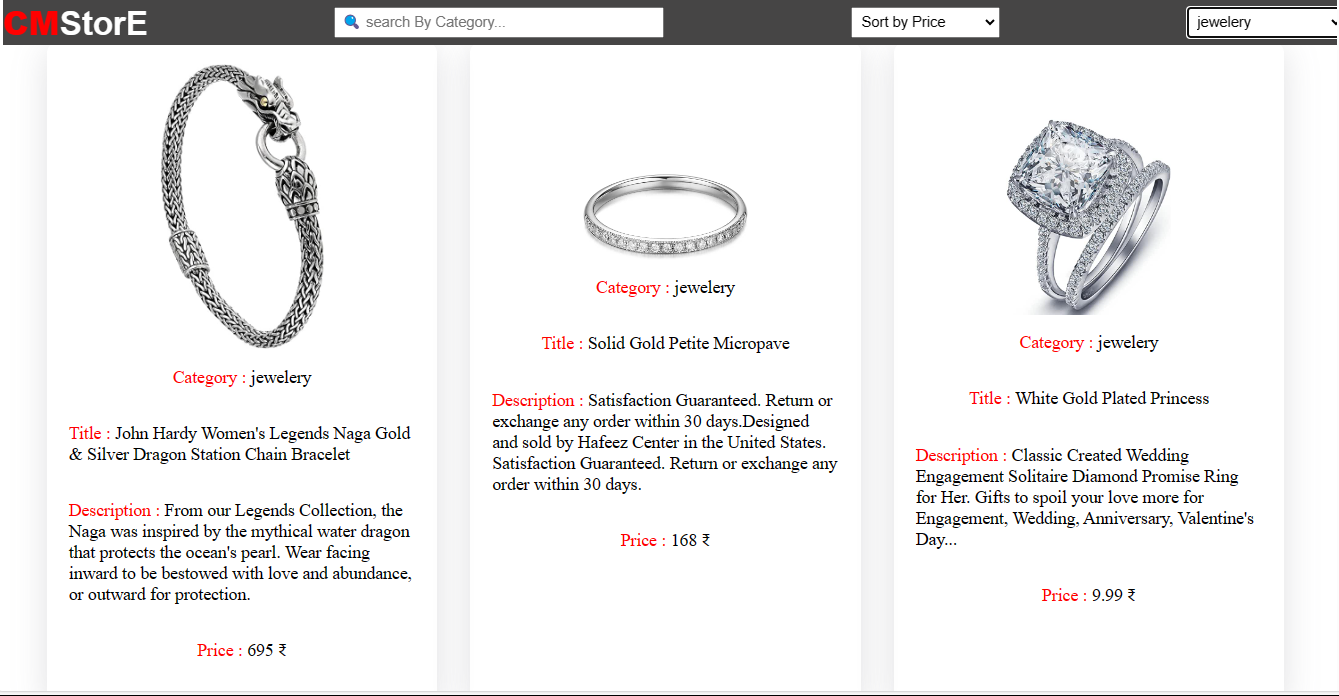 CMStorE
🔍 search By Category...
Sort by Price
jewelery
Category : jewelery
Title : John Hardy Women's Legends Naga Gold
& Silver Dragon Station Chain Bracelet
Description : From our Legends Collection, the
Naga was inspired by the mythical water dragon
that protects the ocean's pearl. Wear facing
inward to be bestowed with love and abundance,
or outward for protection.
Price : 695 ₹
Category : jewelery
Title : Solid Gold Petite Micropave
Description : Satisfaction Guaranteed. Return or
exchange any order within 30 days.Designed
and sold by Hafeez Center in the United States.
Satisfaction Guaranteed. Return or exchange any
order within 30 days.
Price : 168 ₹
Category : jewelery
Title : White Gold Plated Princess
Description : Classic Created Wedding
Engagement Solitaire Diamond Promise Ring
for Her. Gifts to spoil your love more for
Engagement, Wedding, Anniversary, Valentine's
Day...
Price : 9.99 ₹